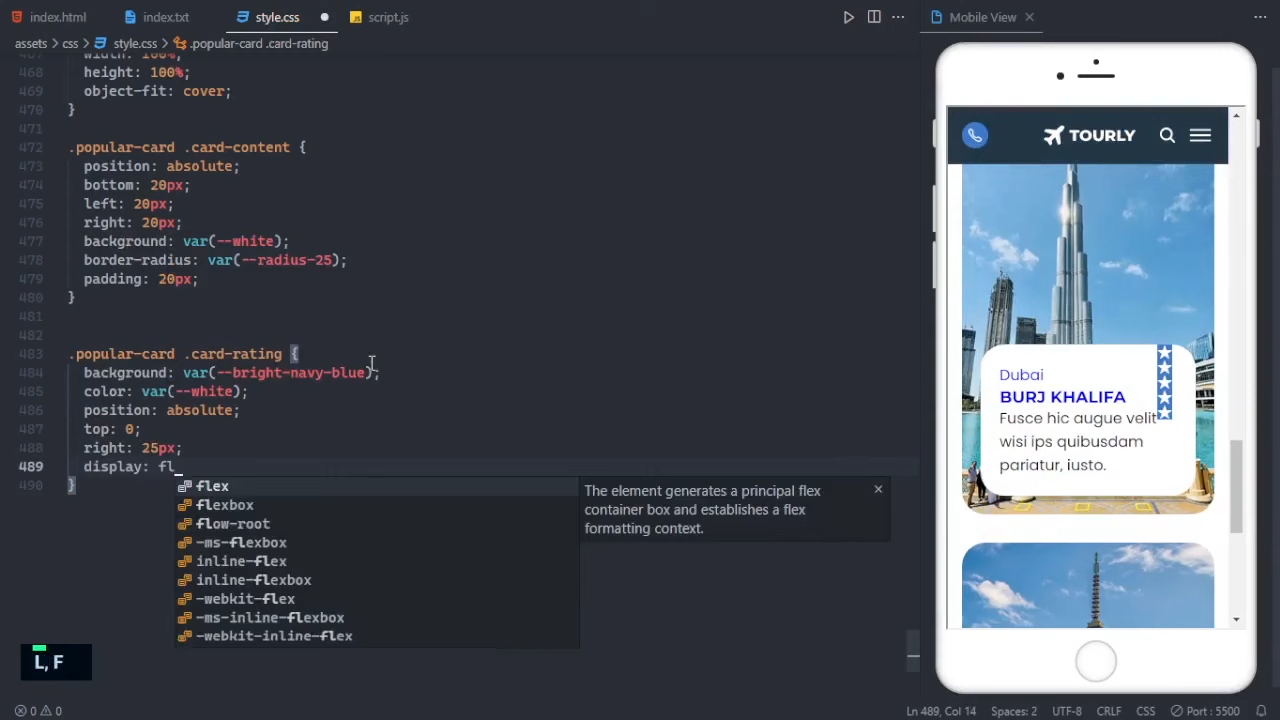 index.html
index.txt
style.css
script.js
Mobile View
assets > css > style.css > .popular-card .card-rating
467 width: 100%;
468 height: 100%;
469 object-fit: cover;
470 }
471
472 .popular-card .card-content {
473 position: absolute;
474 bottom: 20px;
475 left: 20px;
476 right: 20px;
477 background: var(--white);
478 border-radius: var(--radius-25);
479 padding: 20px;
480 }
481
482
483 .popular-card .card-rating {
484 background: var(--bright-navy-blue);
485 color: var(--white);
486 position: absolute;
487 top: 0;
488 right: 25px;
489 display: fl
490 }
flex
flexbox
flow-root
-ms-flexbox
inline-flex
inline-flexbox
-webkit-flex
-ms-inline-flexbox
-webkit-inline-flex
The element generates a principal flex
container box and establishes a flex
formatting context.
L, F
TOURLY
Dubai
BURJ KHALIFA
Fusce hic augue velit
wisi ips quibusdam
pariatur, iusto.
0 0
Ln 489, Col 14 Spaces: 2 UTF-8 CRLF CSS Port : 5500